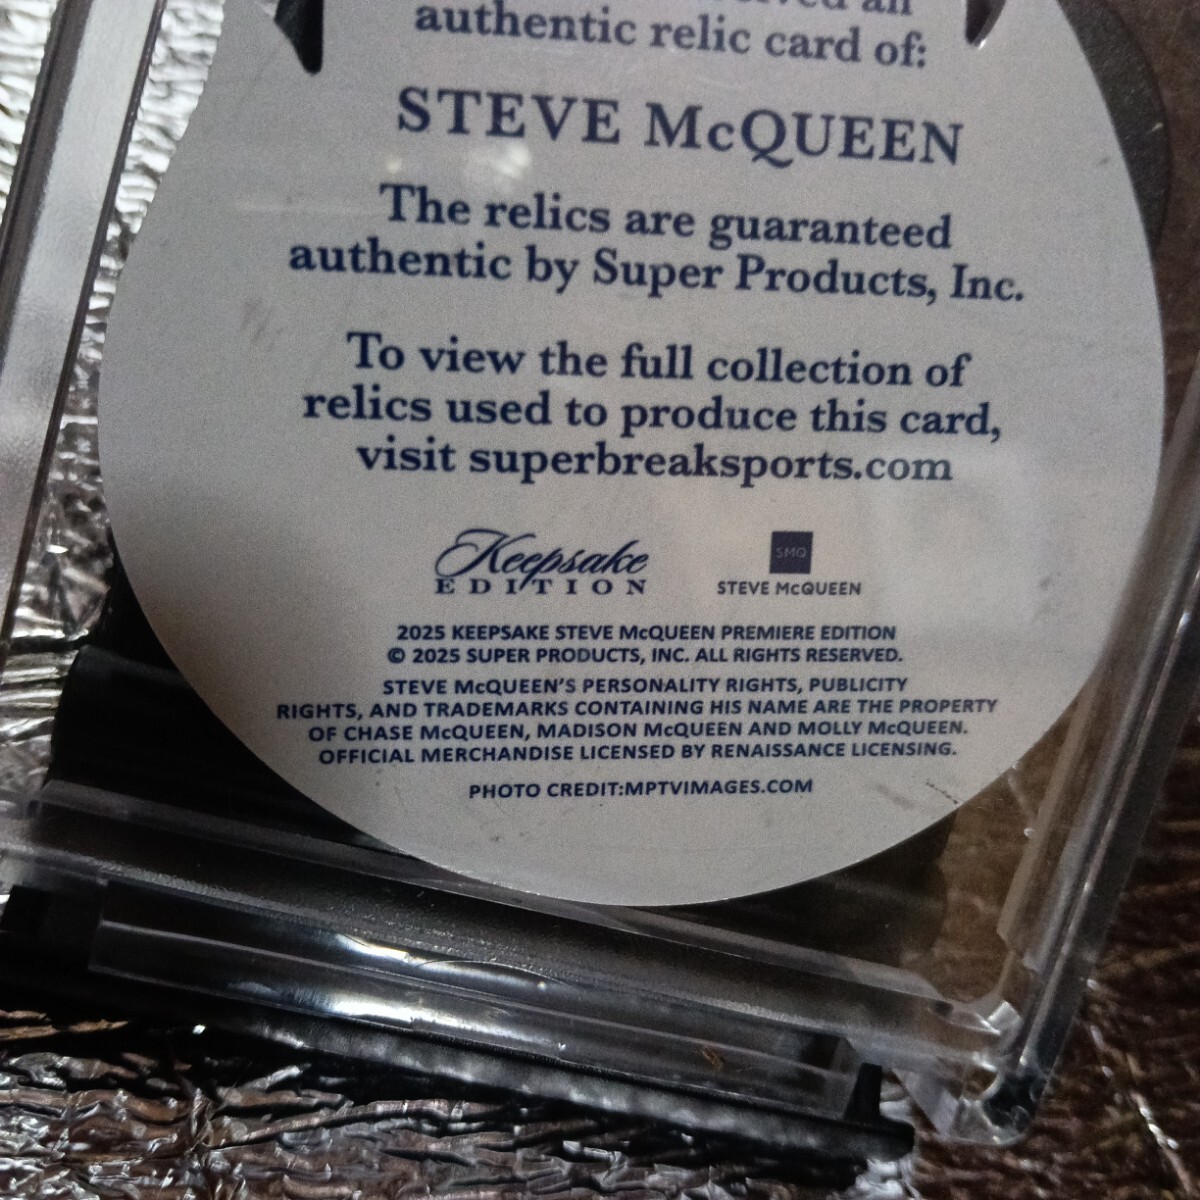 an
authentic relic card of:
STEVE McQUEEN
The relics are guaranteed
authentic by Super Products, Inc.
To view the full collection of
relics used to produce this card,
visit superbreaksports.com
Keepsake
EDITION
SMQ
STEVE McQUEEN
2025 KEEPSAKE STEVE McQUEEN PREMIERE EDITION
© 2025 SUPER PRODUCTS, INC. ALL RIGHTS RESERVED.
STEVE McQUEEN'S PERSONALITY RIGHTS, PUBLICITY
RIGHTS, AND TRADEMARKS CONTAINING HIS NAME ARE THE PROPERTY
OF CHASE McQUEEN, MADISON McQUEEN AND MOLLY McQUEEN.
OFFICIAL MERCHANDISE LICENSED BY RENAISSANCE LICENSING.
PHOTO CREDIT:MPTVIMAGES.COM